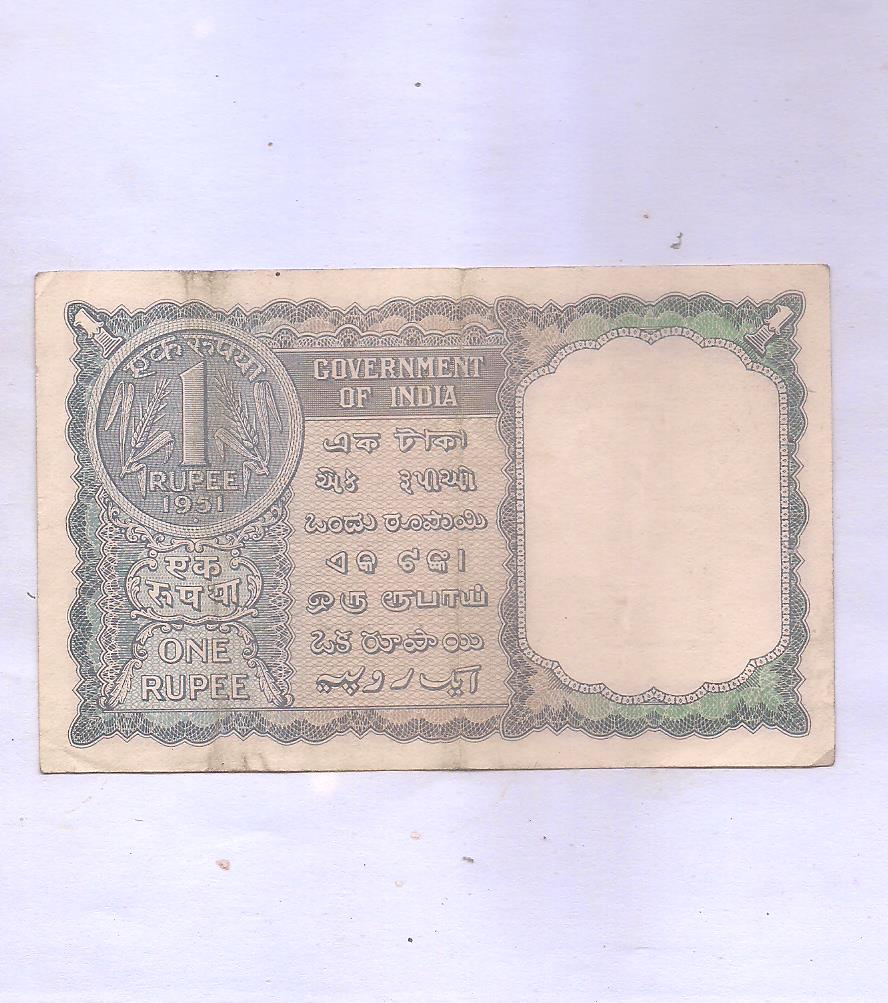 एक रुपया
1
RUPEE
1951
एक
रूपया
ONE
RUPEE
GOVERNMENT
OF INDIA
এক টাকা
એક રૂપીઓ
ಒಂದು ರೂಪಾಯಿ
ଏକ ଟଙ୍କା
ஒரு ரூபாய்
ఒక రూపాయి
ایک روپیہ